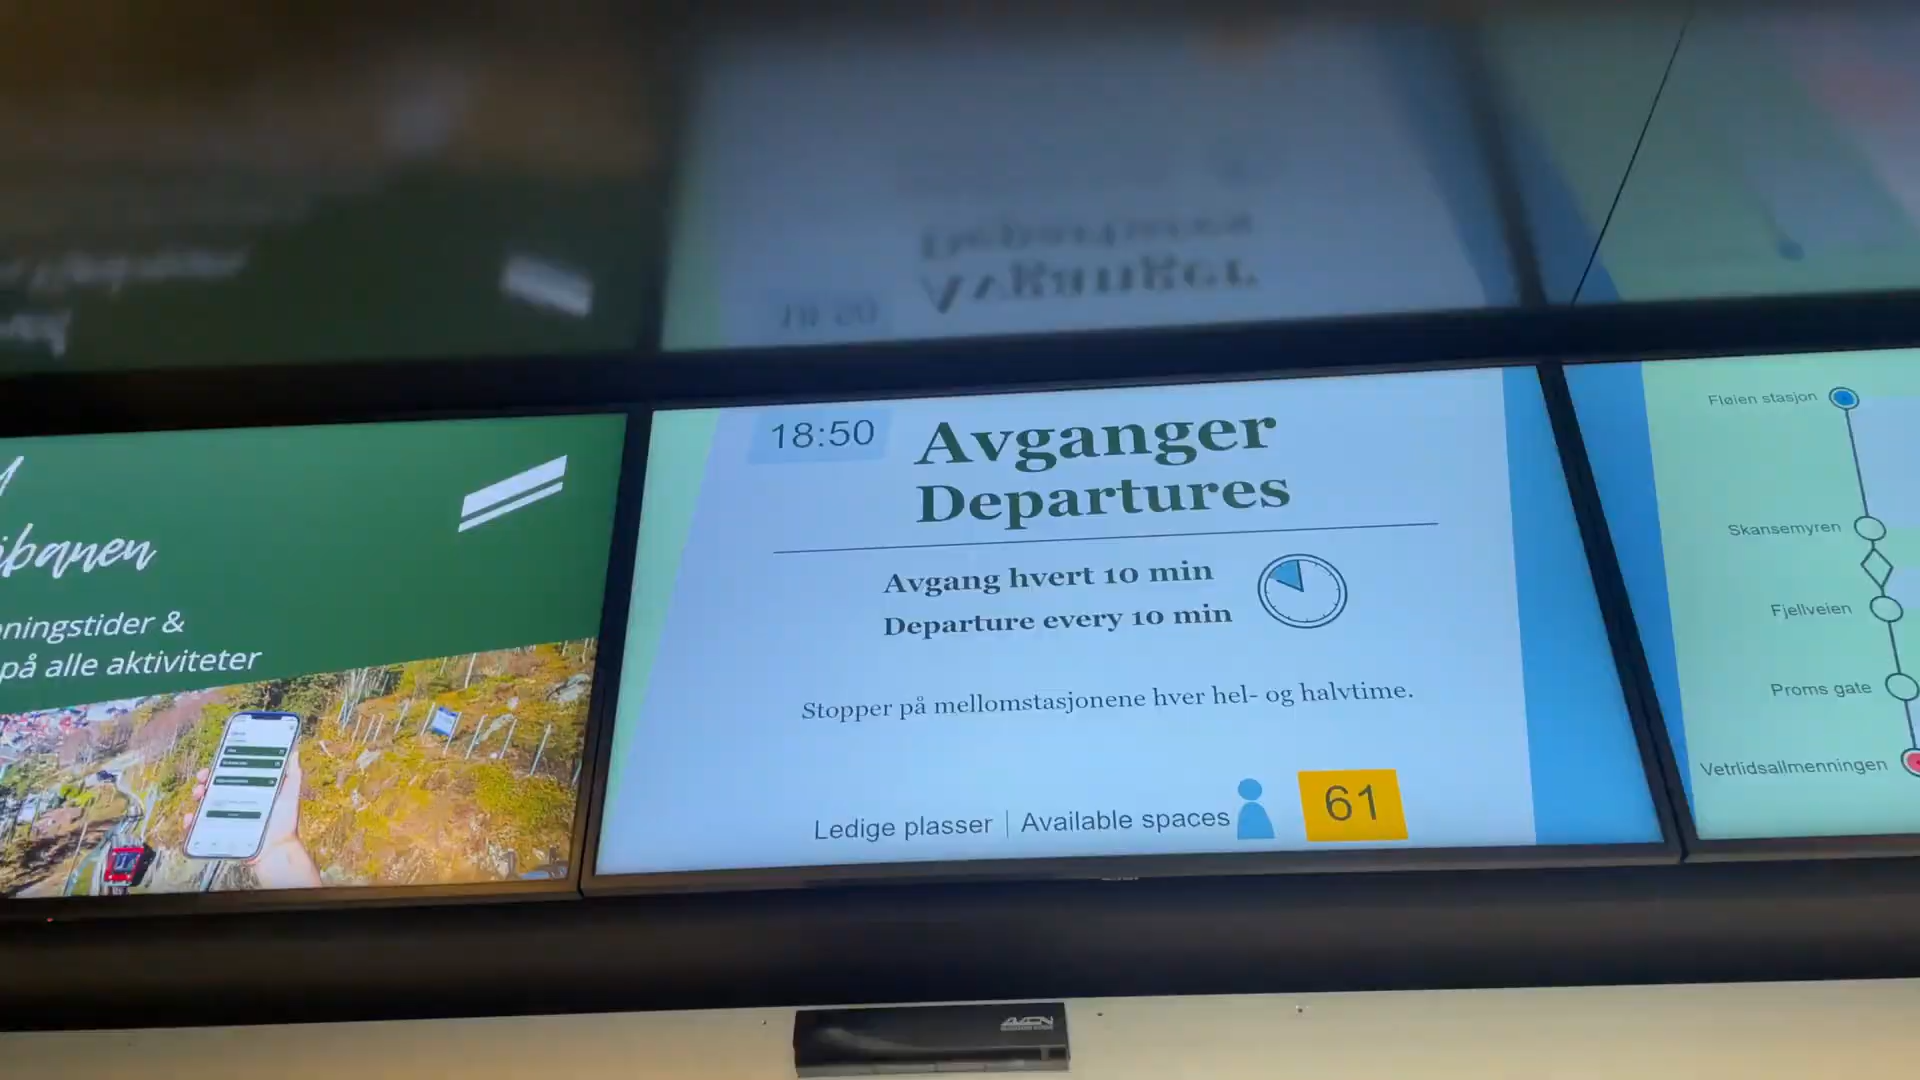 banen
ningstider &
på alle aktiviteter
18:50
Avganger
Departures
Avgang hvert 10 min
Departure every 10 min
Stopper på mellomstasjonene hver hel- og halvtime.
Ledige plasser | Available spaces
61
Fløien stasjon
Skansemyren
Fjellveien
Proms gate
Vetrlidsallmenningen